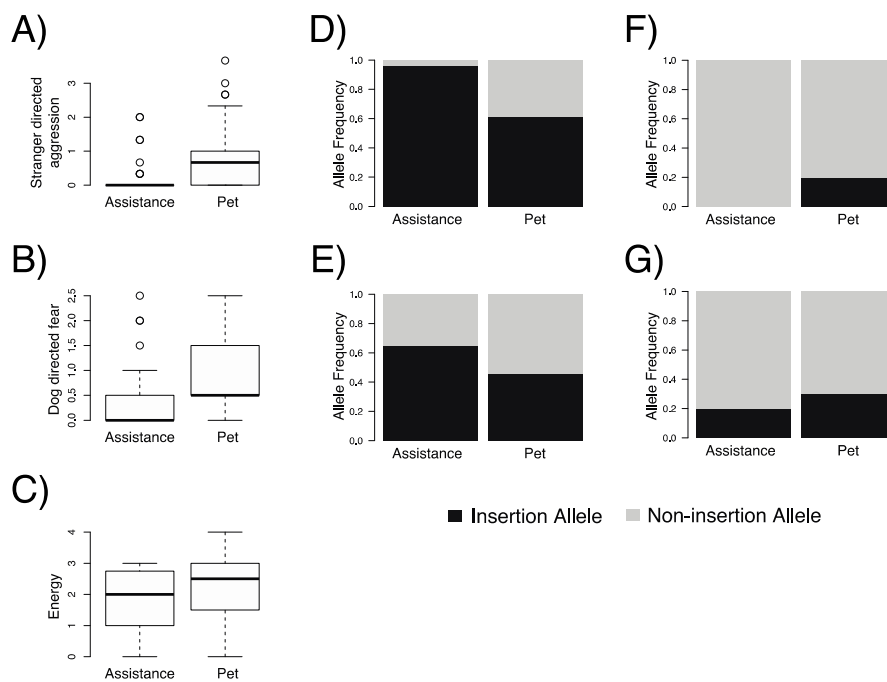 A)
Stranger directed
aggression
0 1 2 3
Assistance Pet
B)
Dog directed fear
0.0 0.5 1.0 1.5 2.0 2.5
Assistance Pet
C)
Energy
0 1 2 3 4
Assistance Pet
D)
Allele Frequency
0.0 0.2 0.4 0.6 0.8 1.0
Assistance Pet
E)
Allele Frequency
0.0 0.2 0.4 0.6 0.8 1.0
Assistance Pet
F)
Allele Frequency
0.0 0.2 0.4 0.6 0.8 1.0
Assistance Pet
G)
Allele Frequency
0.0 0.2 0.4 0.6 0.8 1.0
Assistance Pet
Insertion Allele Non-insertion Allele